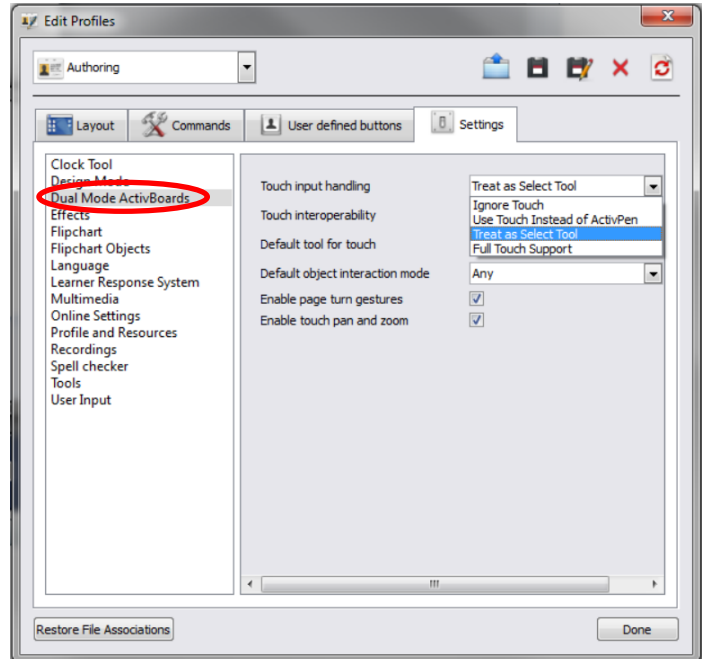 Edit Profiles
Authoring
Layout
Commands
User defined buttons
Settings
Clock Tool
Design Mode
Dual Mode ActivBoards
Effects
Flipchart
Flipchart Objects
Language
Learner Response System
Multimedia
Online Settings
Profile and Resources
Recordings
Spell checker
Tools
User Input
Touch input handling
Treat as Select Tool
Ignore Touch
Use Touch Instead of ActivPen
Treat as Select Tool
Full Touch Support
Touch interoperability
Default tool for touch
Default object interaction mode
Any
Enable page turn gestures
Enable touch pan and zoom
Restore File Associations
Done